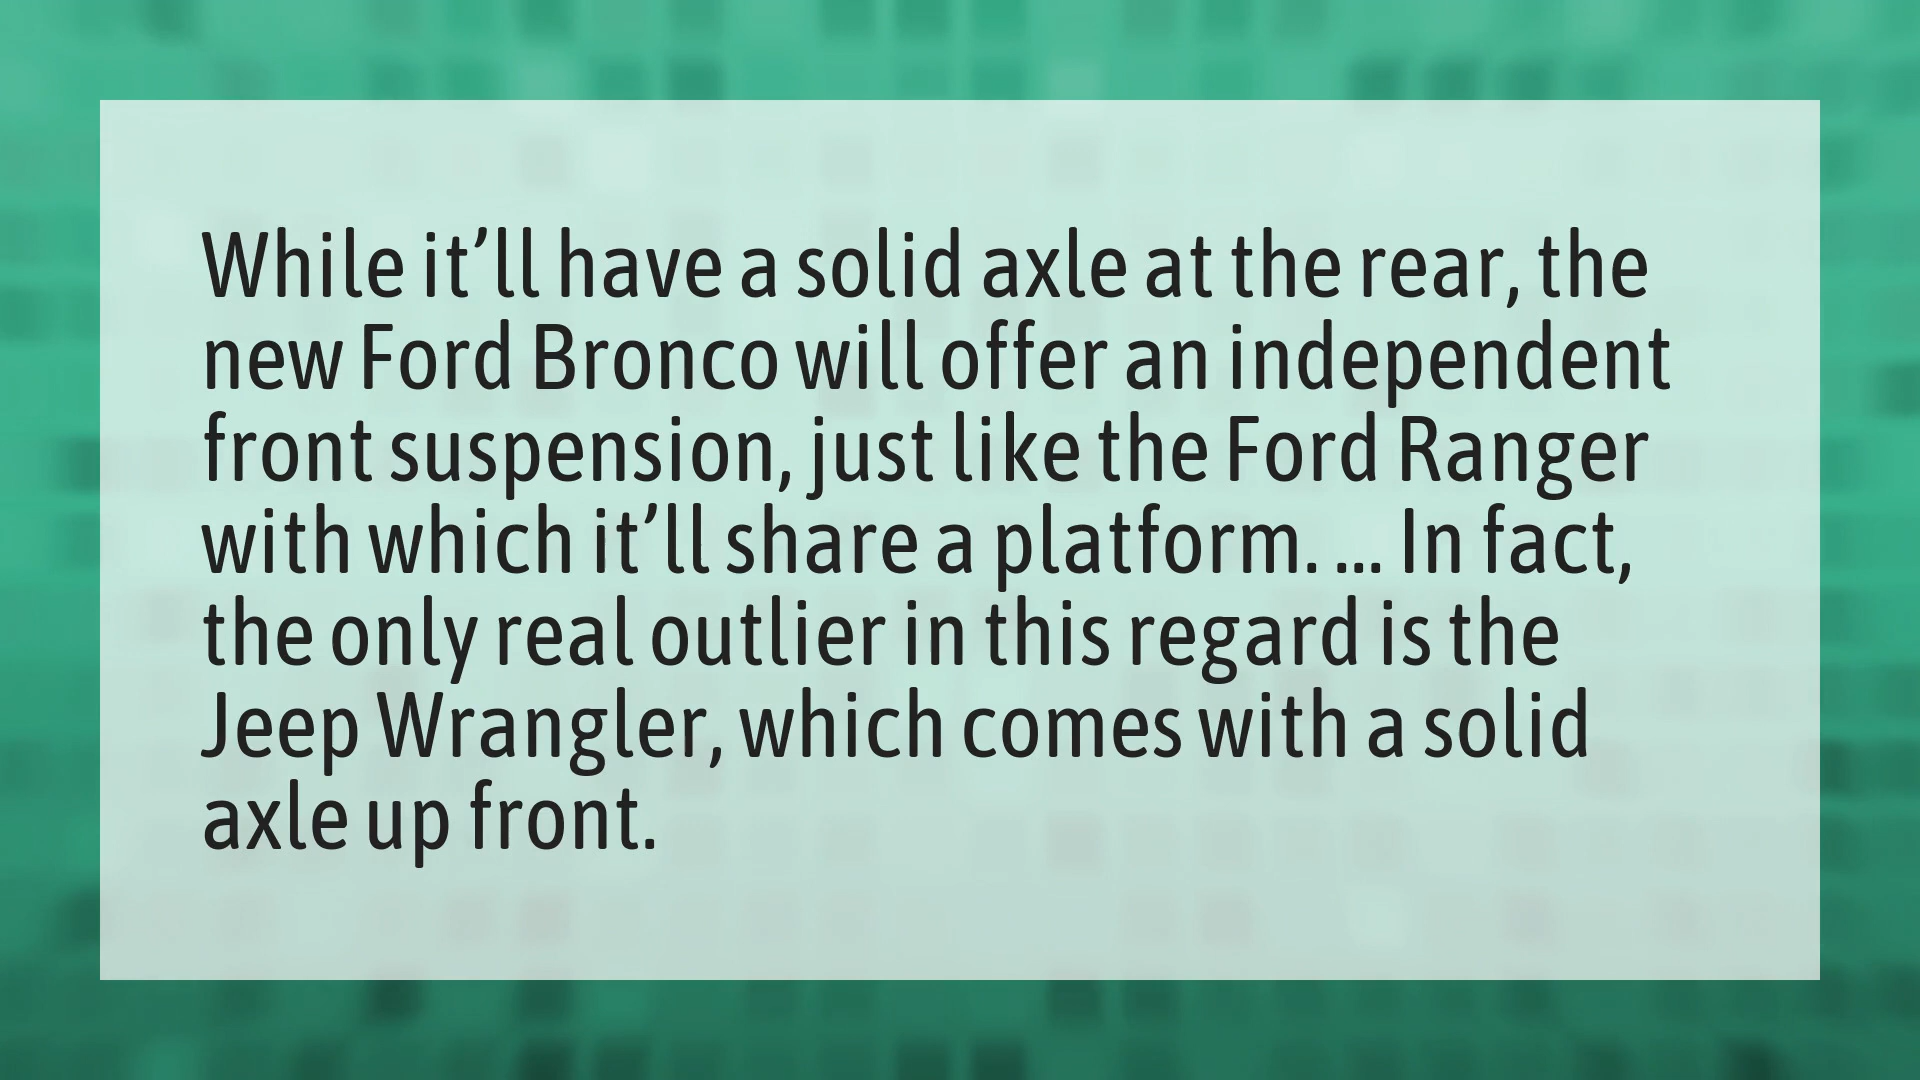 While it’ll have a solid axle at the rear, the
new Ford Bronco will offer an independent
front suspension, just like the Ford Ranger
with which it’ll share a platform. ... In fact,
the only real outlier in this regard is the
Jeep Wrangler, which comes with a solid
axle up front.